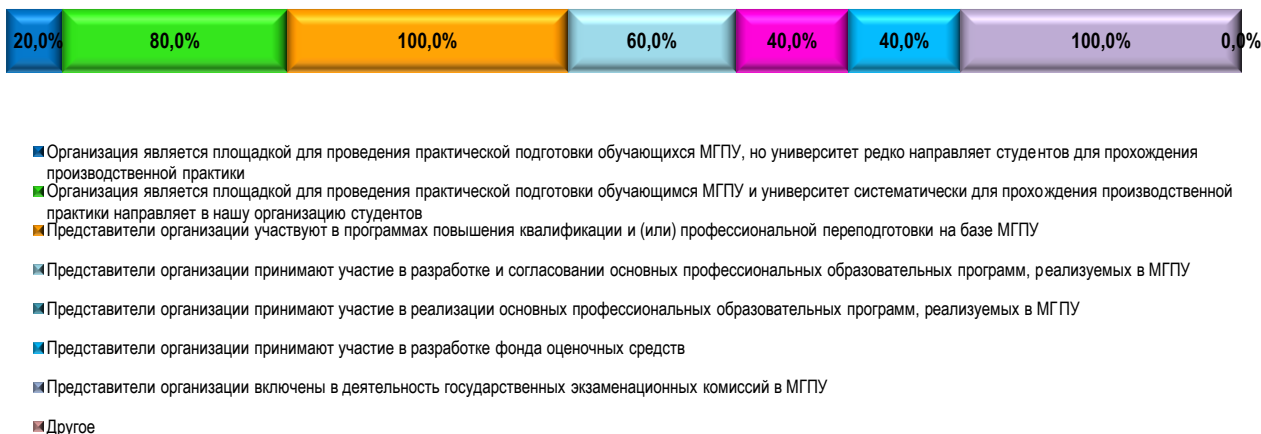 20,0% 80,0% 100,0% 60,0% 40,0% 40,0% 100,0% 0,0%
Организация является площадкой для проведения практической подготовки обучающихся МГПУ, но университет редко направляет студентов для прохождения
производственной практики
Организация является площадкой для проведения практической подготовки обучающимся МГПУ и университет систематически для прохождения производственной
практики направляет в нашу организацию студентов
Представители организации участвуют в программах повышения квалификации и (или) профессиональной переподготовки на базе МГПУ
Представители организации принимают участие в разработке и согласовании основных профессиональных образовательных программ, реализуемых в МГПУ
Представители организации принимают участие в реализации основных профессиональных образовательных программ, реализуемых в МГПУ
Представители организации принимают участие в разработке фонда оценочных средств
Представители организации включены в деятельность государственных экзаменационных комиссий в МГПУ
Другое